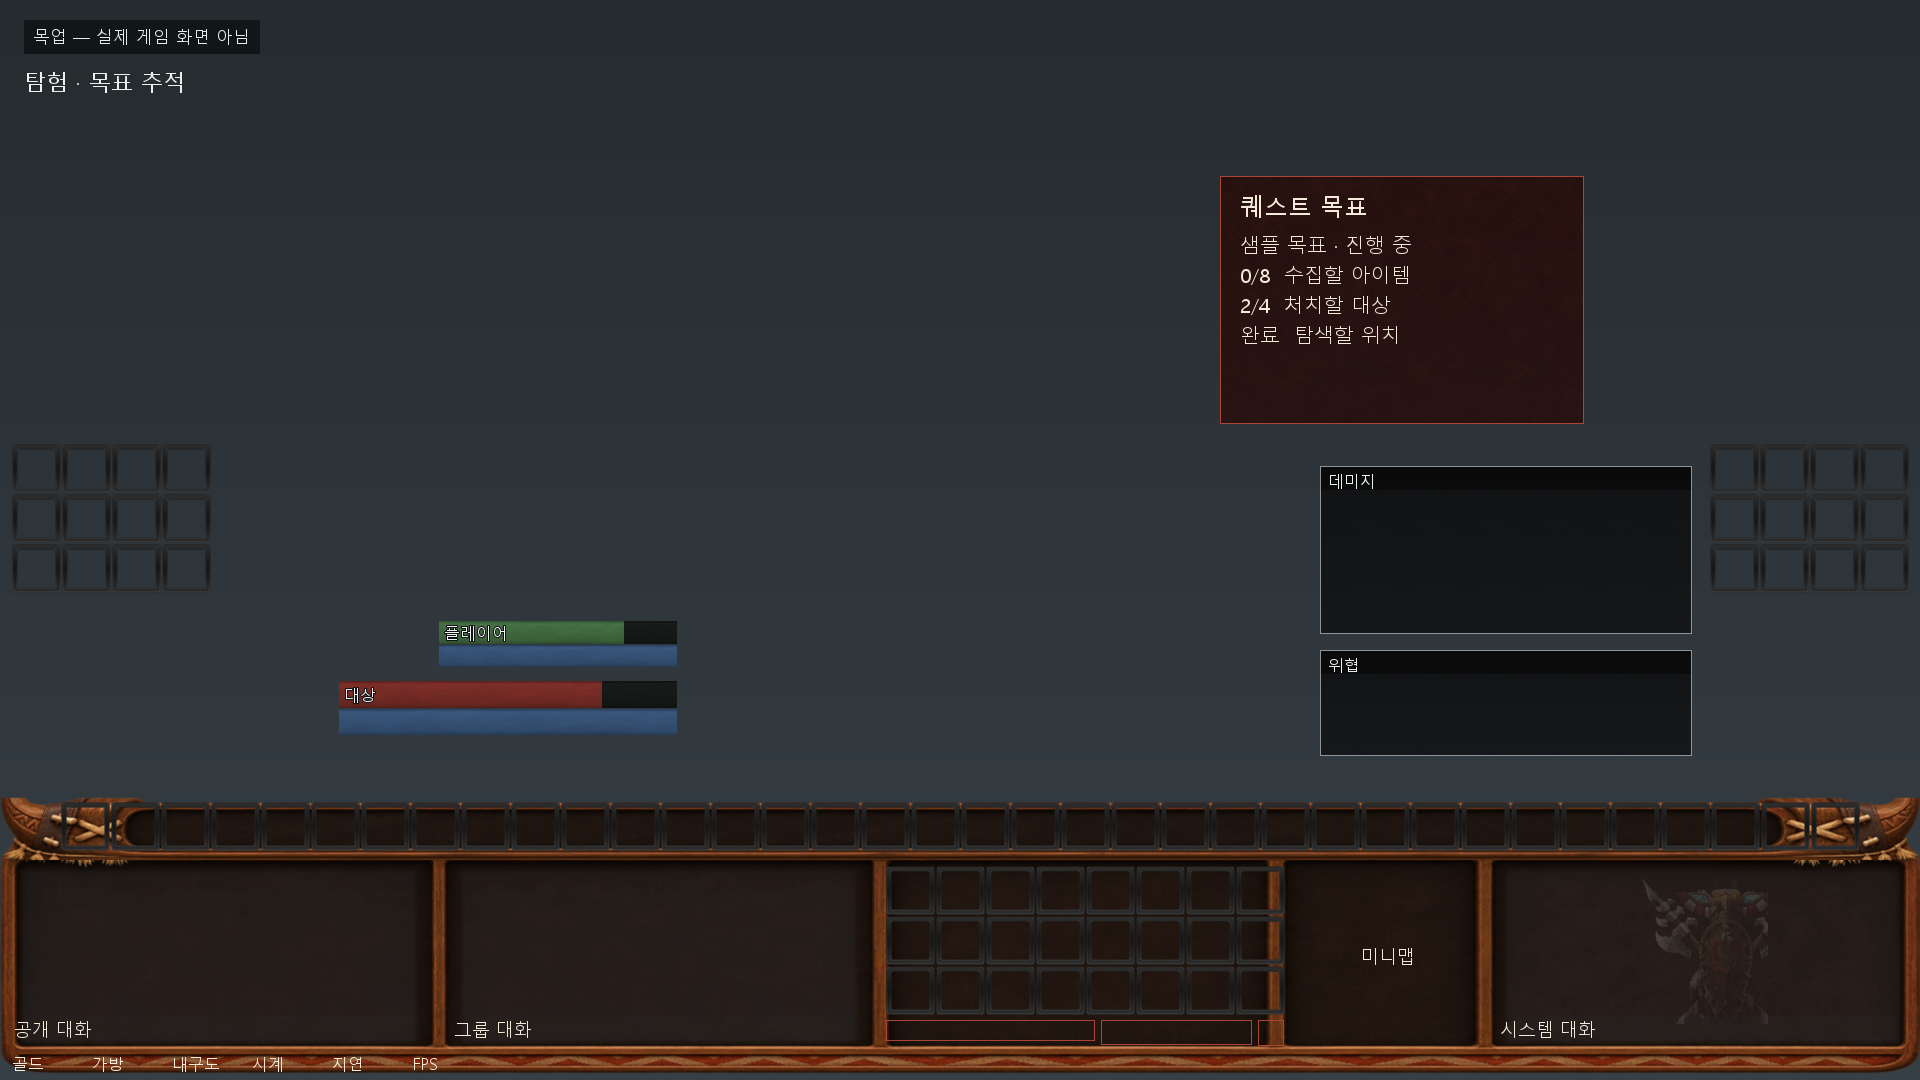 목업 — 실제 게임 화면 아님
탐험 · 목표 추적
퀘스트 목표
샘플 목표 · 진행 중
0/8 수집할 아이템
2/4 처치할 대상
완료 탐색할 위치
데미지
플레이어
위협
대상
미니맵
공개 대화
그룹 대화
시스템 대화
골드 가방 내구도 시계 지연 FPS